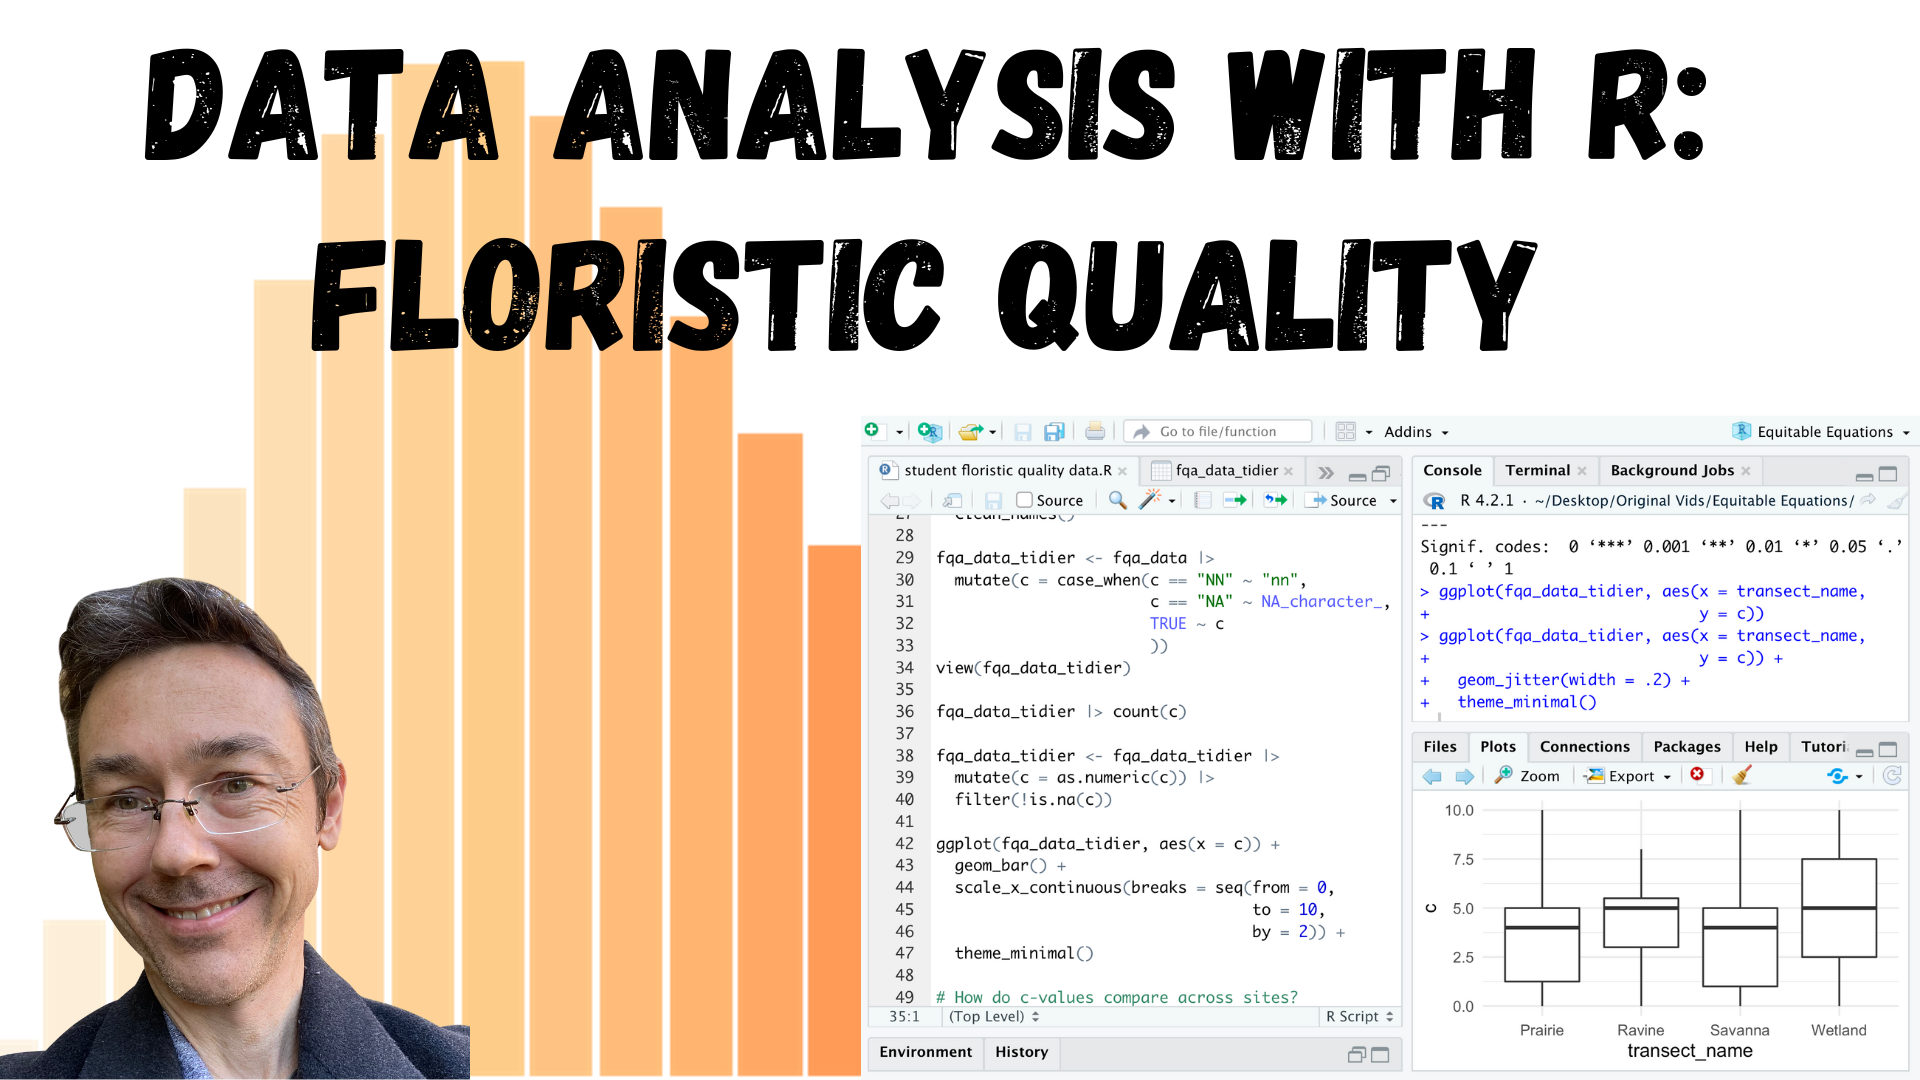 DATA ANALYSIS WITH R:
FLORISTIC QUALITY
Go to file/function
Addins
Equitable Equations
student floristic quality data.R
fqa_data_tidier
Source
Source
27 clean_names()
28
29 fqa_data_tidier <- fqa_data |>
30 mutate(c = case_when(c == "NN" ~ "nn",
31 c == "NA" ~ NA_character_,
32 TRUE ~ c
33 ))
34 view(fqa_data_tidier)
35
36 fqa_data_tidier |> count(c)
37
38 fqa_data_tidier <- fqa_data_tidier |>
39 mutate(c = as.numeric(c)) |>
40 filter(!is.na(c))
41
42 ggplot(fqa_data_tidier, aes(x = c)) +
43 geom_bar() +
44 scale_x_continuous(breaks = seq(from = 0,
45 to = 10,
46 by = 2)) +
47 theme_minimal()
48
49 # How do c-values compare across sites?
35:1 (Top Level) R Script
Environment History
Console Terminal Background Jobs
R 4.2.1 · ~/Desktop/Original Vids/Equitable Equations/
---
Signif. codes: 0 ‘***’ 0.001 ‘**’ 0.01 ‘*’ 0.05 ‘.’
0.1 ‘ ’ 1
> ggplot(fqa_data_tidier, aes(x = transect_name,
+ y = c))
> ggplot(fqa_data_tidier, aes(x = transect_name,
+ y = c)) +
+ geom_jitter(width = .2) +
+ theme_minimal()
Files Plots Connections Packages Help Tutori
Zoom Export
10.0
7.5
5.0
2.5
0.0
c
Prairie Ravine Savanna Wetland
transect_name